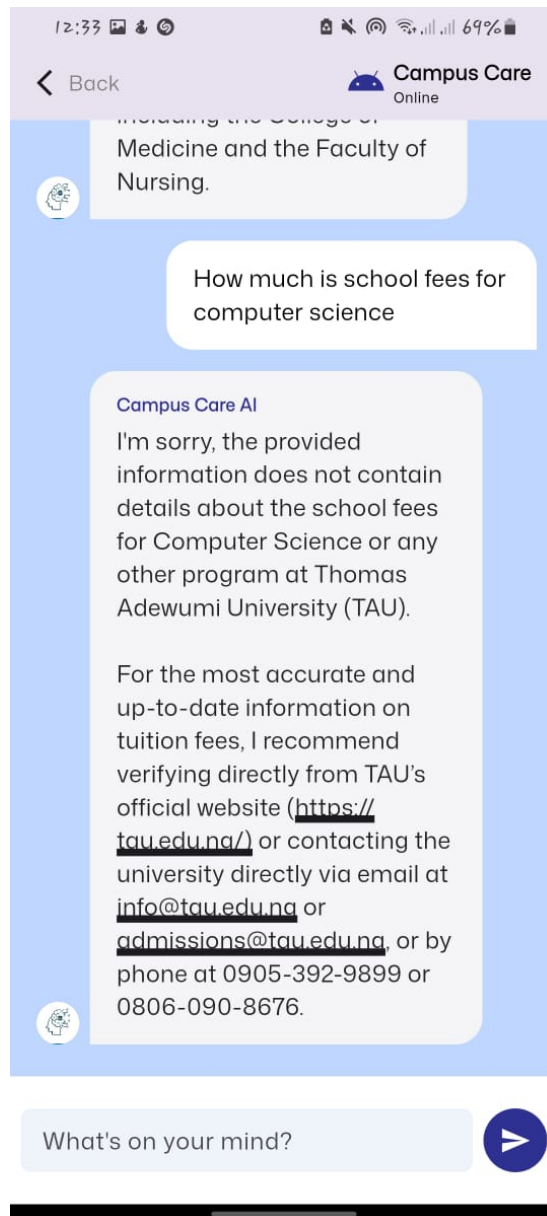 12:33
69%
Back
Campus Care
Online
including the College of
Medicine and the Faculty of
Nursing.
How much is school fees for
computer science
Campus Care AI
I'm sorry, the provided
information does not contain
details about the school fees
for Computer Science or any
other program at Thomas
Adewumi University (TAU).
For the most accurate and
up-to-date information on
tuition fees, I recommend
verifying directly from TAU’s
official website (https://
tau.edu.ng/) or contacting the
university directly via email at
info@tau.edu.ng or
admissions@tau.edu.ng, or by
phone at 0905-392-9899 or
0806-090-8676.
What's on your mind?